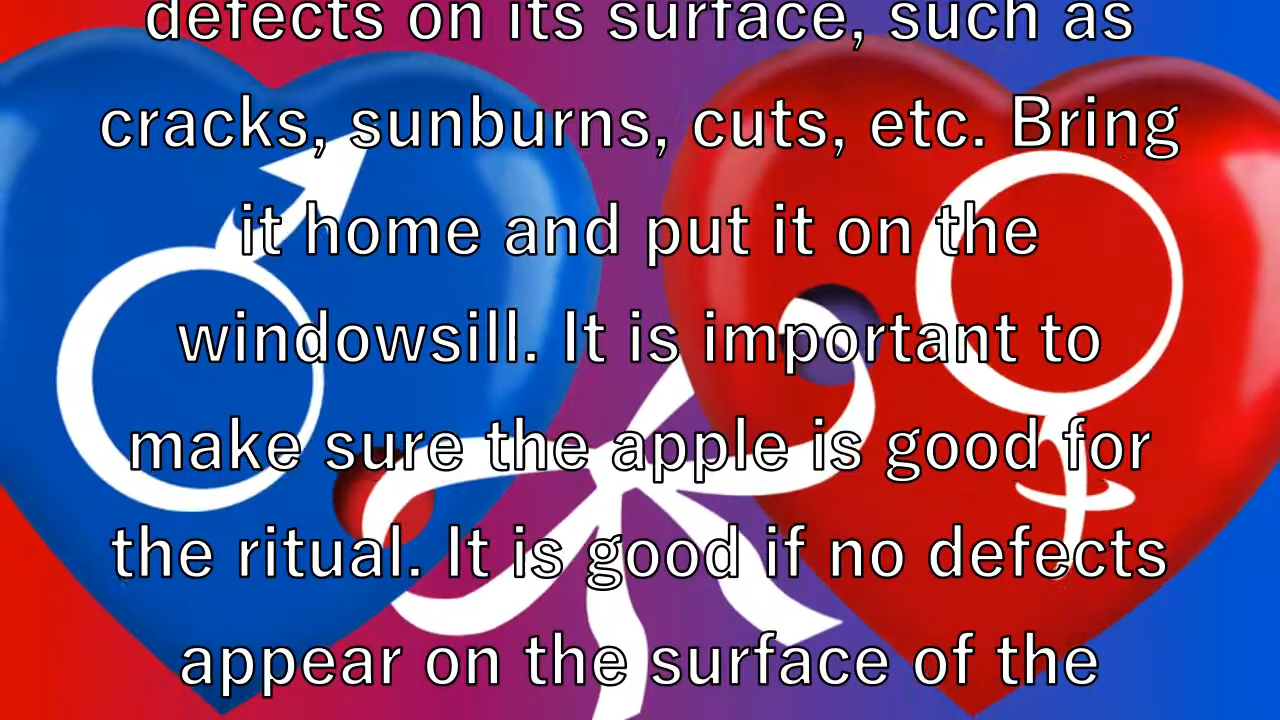 defects on its surface, such as
cracks, sunburns, cuts, etc. Bring
it home and put it on the
windowsill. It is important to
make sure the apple is good for
the ritual. It is good if no defects
appear on the surface of the